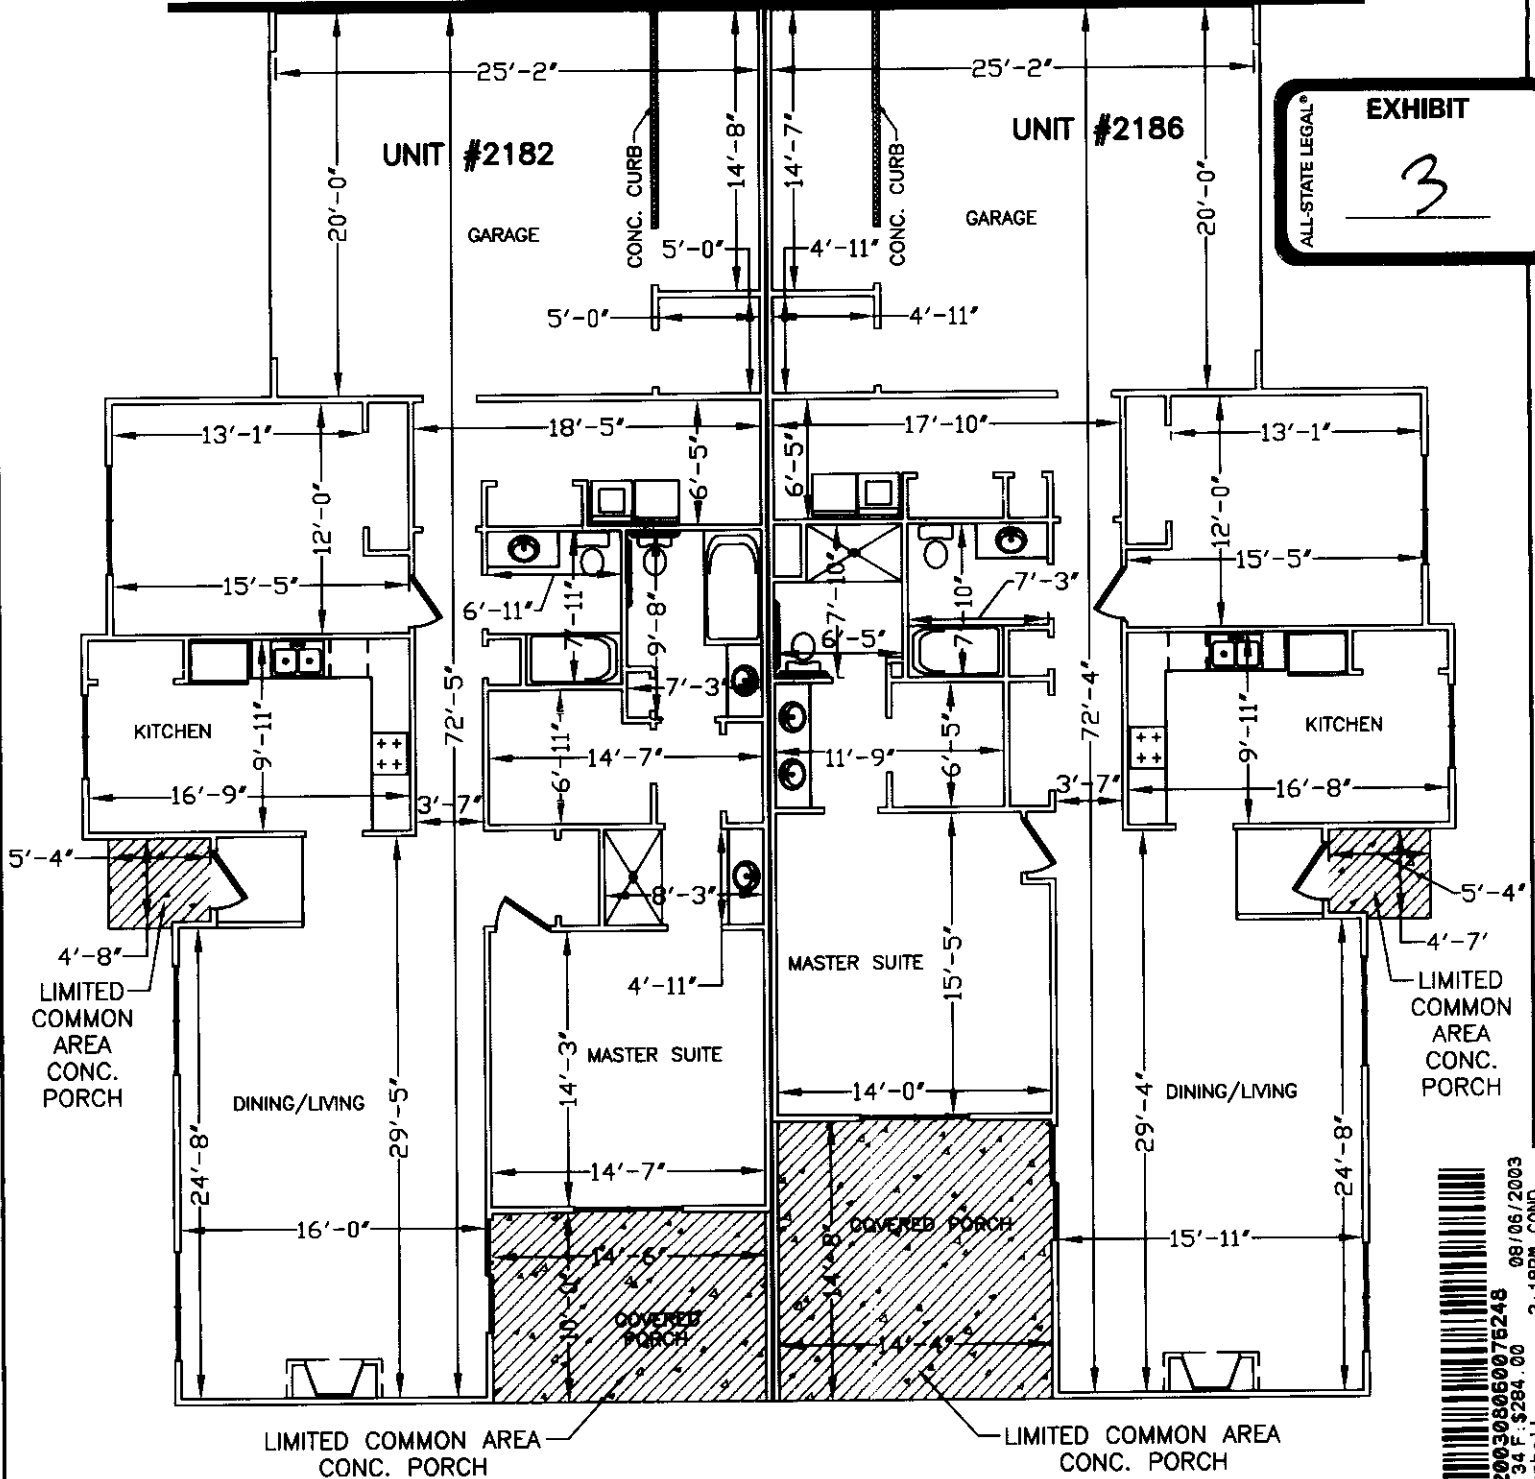 25'-2"
25'-2"
UNIT #2182
UNIT #2186
20'-0"
14'-8"
14'-7"
20'-0"
CONC. CURB
CONC. CURB
GARAGE
GARAGE
5'-0"
4'-11"
5'-0"
4'-11"
ALL-STATE LEGAL®
EXHIBIT
3
13'-1"
18'-5"
17'-10"
13'-1"
12'-0"
6'-5"
6'-5"
12'-0"
15'-5"
15'-5"
6'-11"
7'-11"
9'-8"
7'-10"
7'-10"
7'-3"
6'-5"
7'-3"
KITCHEN
KITCHEN
9'-11"
72'-5"
72'-4"
9'-11"
6'-11"
14'-7"
11'-9"
6'-5"
16'-9"
3'-7"
3'-7"
16'-8"
5'-4"
5'-4"
8'-3"
4'-8"
4'-7'
4'-11"
LIMITED
COMMON
AREA
CONC.
PORCH
LIMITED
COMMON
AREA
CONC.
PORCH
MASTER SUITE
MASTER SUITE
15'-5"
14'-3"
14'-0"
DINING/LIVING
DINING/LIVING
24'-8"
29'-5"
29'-4"
24'-8"
14'-7"
16'-0"
15'-11"
14'-6"
10'-0"
COVERED
PORCH
COVERED PORCH
14'-8"
14'-4"
LIMITED COMMON AREA
CONC. PORCH
LIMITED COMMON AREA
CONC. PORCH
200308060076248
08/06/2003
34 F:$284.00